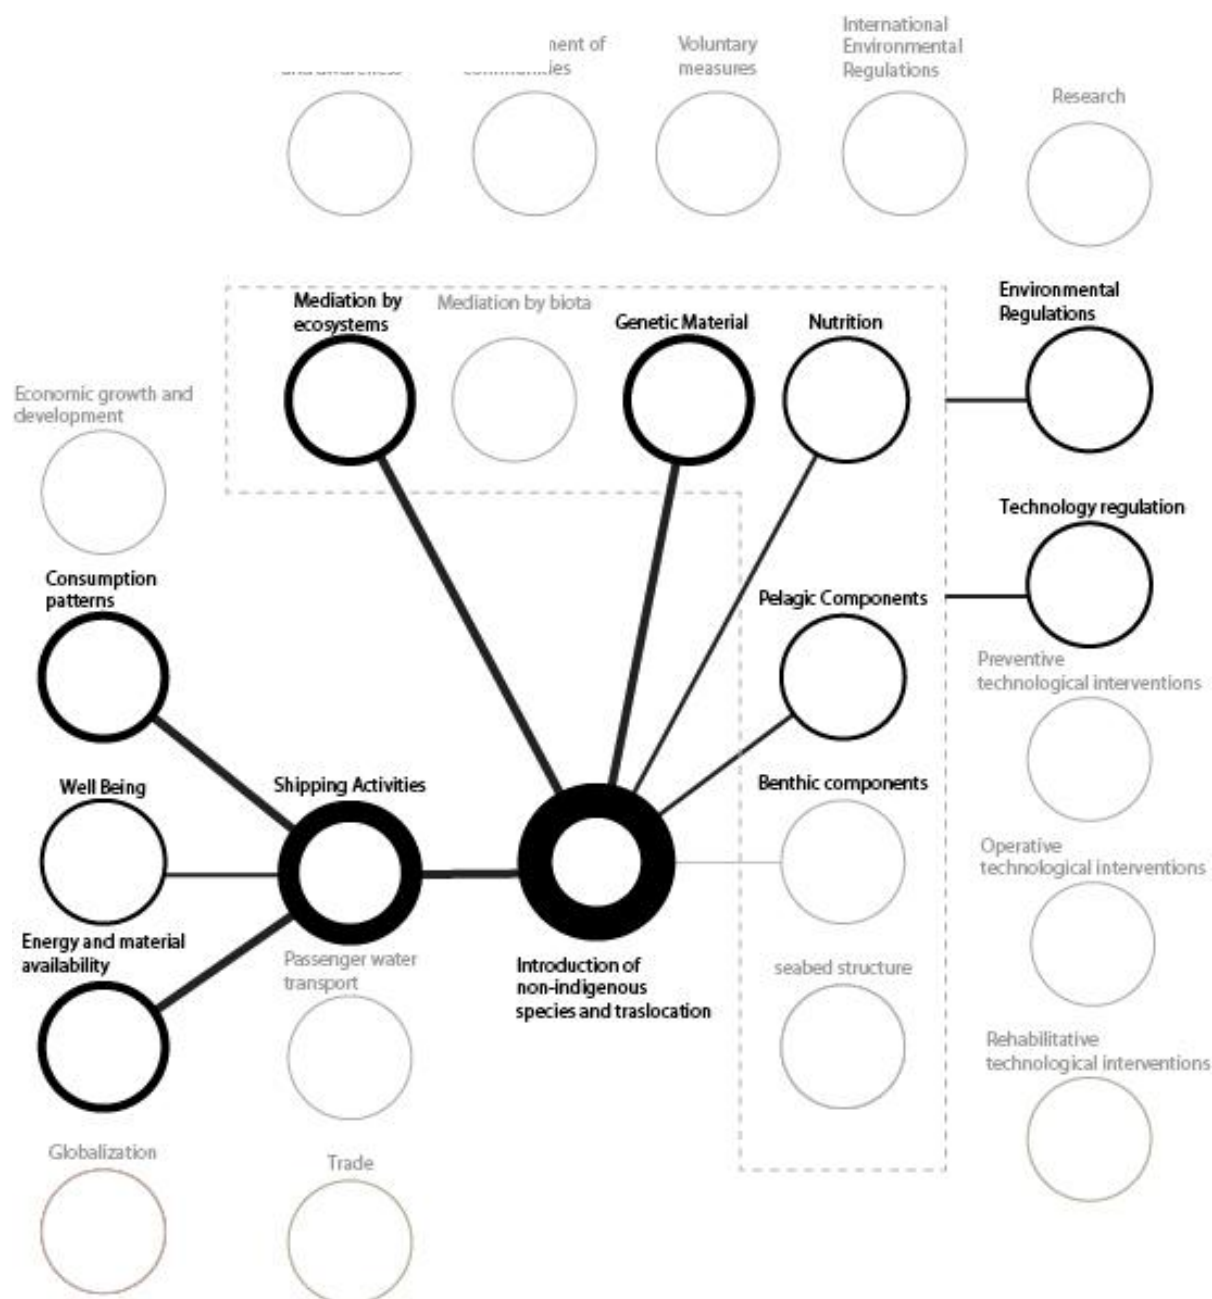 International
Environmental
Regulations
Voluntary
measures
Research
Mediation by
ecosystems
Mediation by biota
Genetic Material
Nutrition
Environmental
Regulations
Economic growth and
development
Technology regulation
Consumption
patterns
Pelagic Components
Preventive
technological interventions
Well Being
Shipping Activities
Benthic components
Operative
technological interventions
Energy and material
availability
Passenger water
transport
Introduction of
non-indigenous
species and traslocation
seabed structure
Rehabilitative
technological interventions
Globalization
Trade